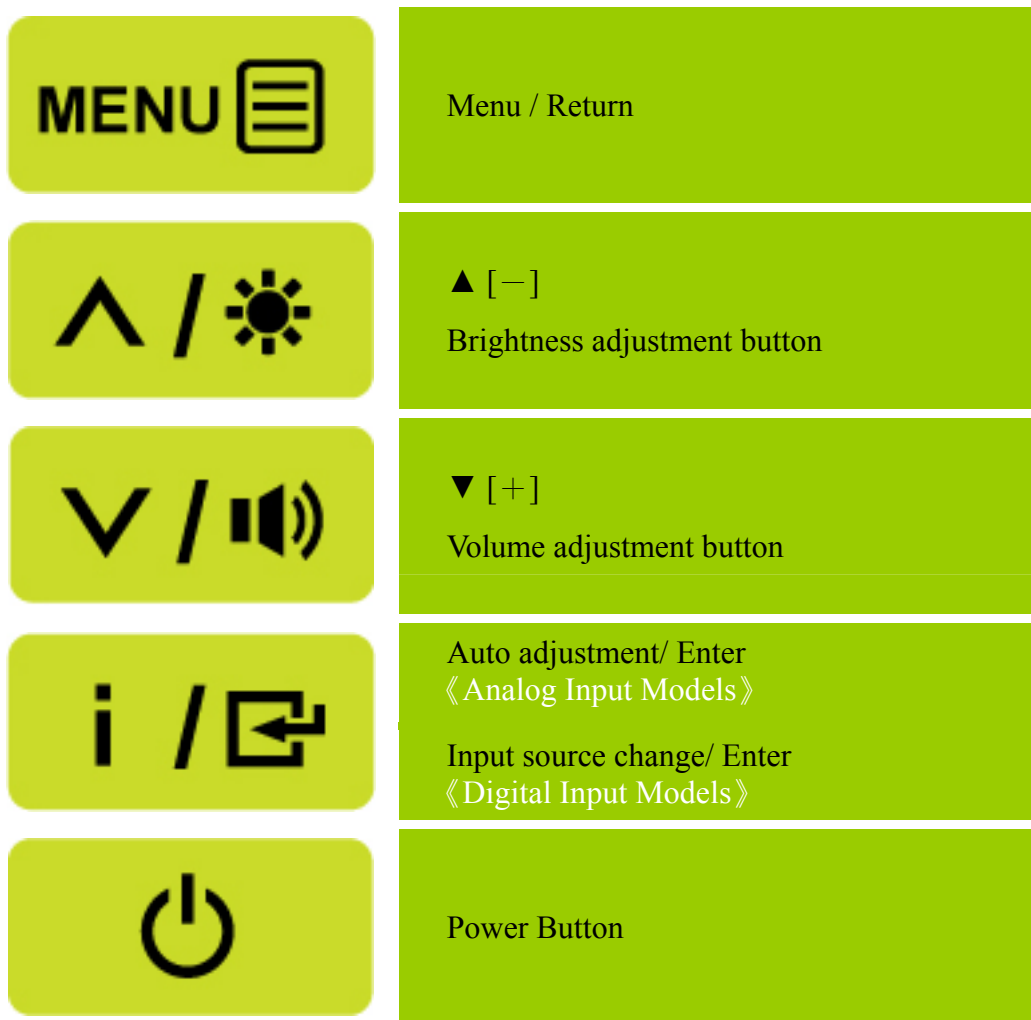 MENU
Menu / Return
▲ [－]
Brightness adjustment button
▼ [＋]
Volume adjustment button
i /
Auto adjustment/ Enter
《Analog Input Models》
Input source change/ Enter
《Digital Input Models》
Power Button